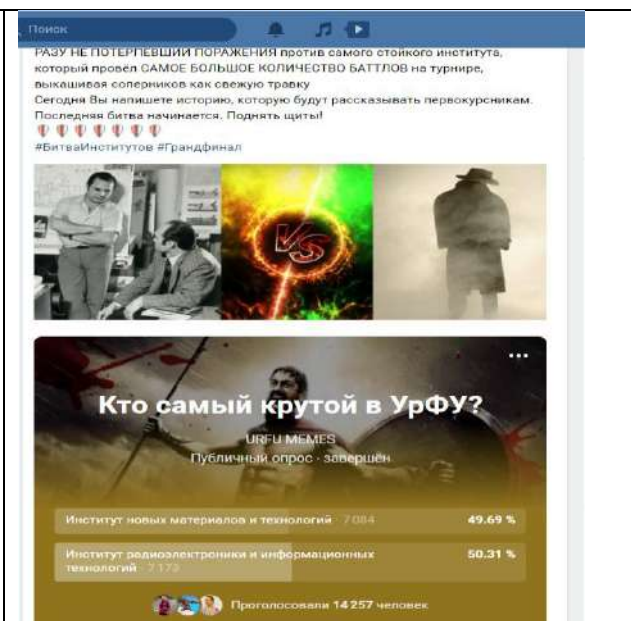 Поиск
РАЗУ НЕ ПОТЕРПЕВШИЙ ПОРАЖЕНИЯ против самого стойкого института,
который провёл САМОЕ БОЛЬШОЕ КОЛИЧЕСТВО БАТТЛОВ на турнире,
выкашивая соперников как свежую травку
Сегодня Вы напишете историю, которую будут рассказывать первокурсникам.
Последняя битва начинается. Поднять щиты!
#БитваИнститутов #Грандфинал
VS
Кто самый крутой в УрФУ?
URFU MEMES
Публичный опрос · завершён
Институт новых материалов и технологий · 7 084 49.69 %
Институт радиоэлектроники и информационных 50.31 %
технологий · 7 173
Проголосовали 14 257 человек